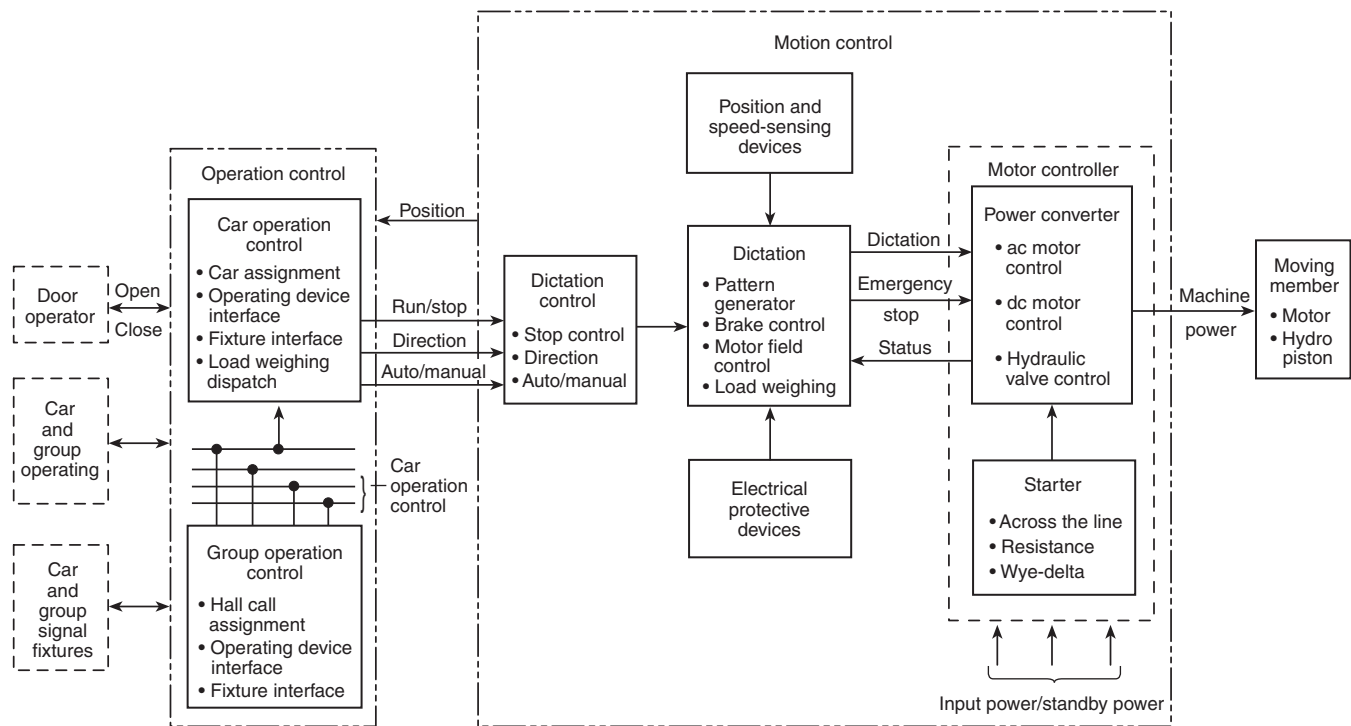 Motion control
Position and
speed-sensing
devices
Operation control
Car operation
control
• Car assignment
• Operating device
interface
• Fixture interface
• Load weighing
dispatch
Position
Motor controller
Power converter
• ac motor
control
• dc motor
control
• Hydraulic
valve control
Door
operator
Open
Close
Run/stop
Direction
Auto/manual
Dictation
control
• Stop control
• Direction
• Auto/manual
Dictation
• Pattern
generator
• Brake control
• Motor field
control
• Load weighing
Dictation
Emergency
stop
Status
Machine
power
Moving
member
• Motor
• Hydro
piston
Car
and
group
operating
Car
operation
control
Electrical
protective
devices
Starter
• Across the line
• Resistance
• Wye-delta
Car
and
group
signal
fixtures
Group operation
control
• Hall call
assignment
• Operating device
interface
• Fixture interface
Input power/standby power